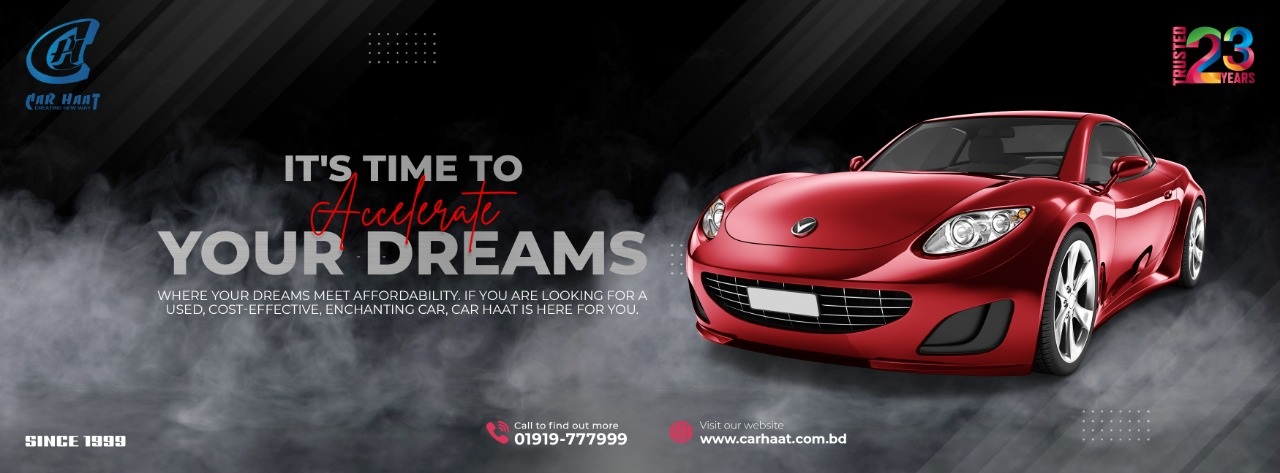 CAR HAAT
CREATING NEW WAY
TRUSTED
23
YEARS
IT'S TIME TO
Accelerate
YOUR DREAMS
WHERE YOUR DREAMS MEET AFFORDABILITY. IF YOU ARE LOOKING FOR A
USED, COST-EFFECTIVE, ENCHANTING CAR, CAR HAAT IS HERE FOR YOU.
SINCE 1999
Call to find out more
01919-777999
Visit our website
www.carhaat.com.bd